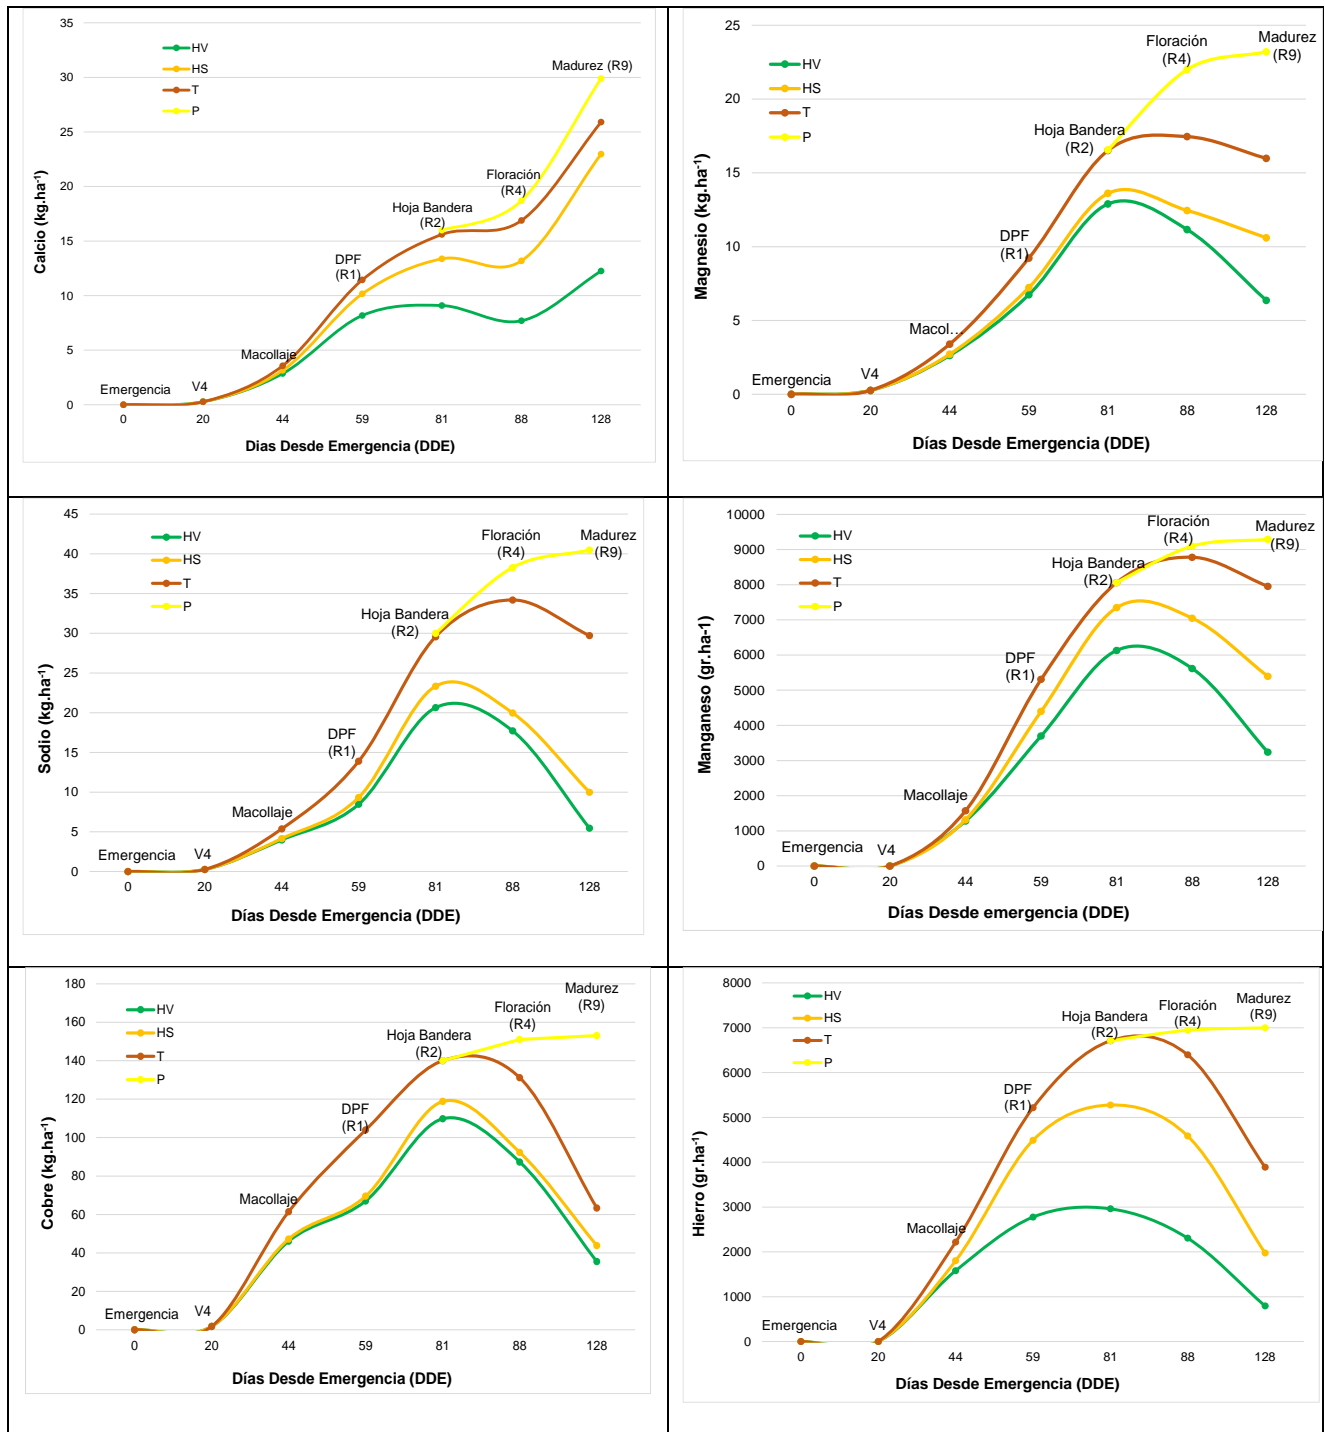 35
30
25
20
15
10
5
0
Calcio (kg.ha-1)
HV
HS
T
P
Emergencia
V4
Macollaje
DPF
(R1)
Hoja Bandera
(R2)
Floración
(R4)
Madurez (R9)
0 20 44 59 81 88 128
Dias Desde Emergencia (DDE)
25
20
15
10
5
0
Magnesio (kg.ha-1)
HV
HS
T
P
Emergencia
V4
Macol...
DPF
(R1)
Hoja Bandera
(R2)
Floración
(R4)
Madurez
(R9)
0 20 44 59 81 88 128
Días Desde Emergencia (DDE)
45
40
35
30
25
20
15
10
5
0
Sodio (kg.ha-1)
HV
HS
T
P
Emergencia
V4
Macollaje
DPF
(R1)
Hoja Bandera
(R2)
Floración
(R4)
Madurez
(R9)
0 20 44 59 81 88 128
Días Desde Emergencia (DDE)
10000
9000
8000
7000
6000
5000
4000
3000
2000
1000
0
Manganeso (gr.ha-1)
HV
HS
T
P
Emergencia
V4
Macollaje
DPF
(R1)
Hoja Bandera
(R2)
Floración
(R4)
Madurez
(R9)
0 20 44 59 81 88 128
Días Desde emergencia (DDE)
180
160
140
120
100
80
60
40
20
0
Cobre (kg.ha-1)
HV
HS
T
P
Emergencia
V4
Macollaje
DPF
(R1)
Hoja Bandera
(R2)
Floración
(R4)
Madurez
(R9)
0 20 44 59 81 88 128
Días Desde Emergencia (DDE)
8000
7000
6000
5000
4000
3000
2000
1000
0
Hierro (gr.ha-1)
HV
HS
T
P
Emergencia
V4
Macollaje
DPF
(R1)
Hoja Bandera
(R2)
Floración
(R4)
Madurez
(R9)
0 20 44 59 81 88 128
Días Desde Emergencia (DDE)